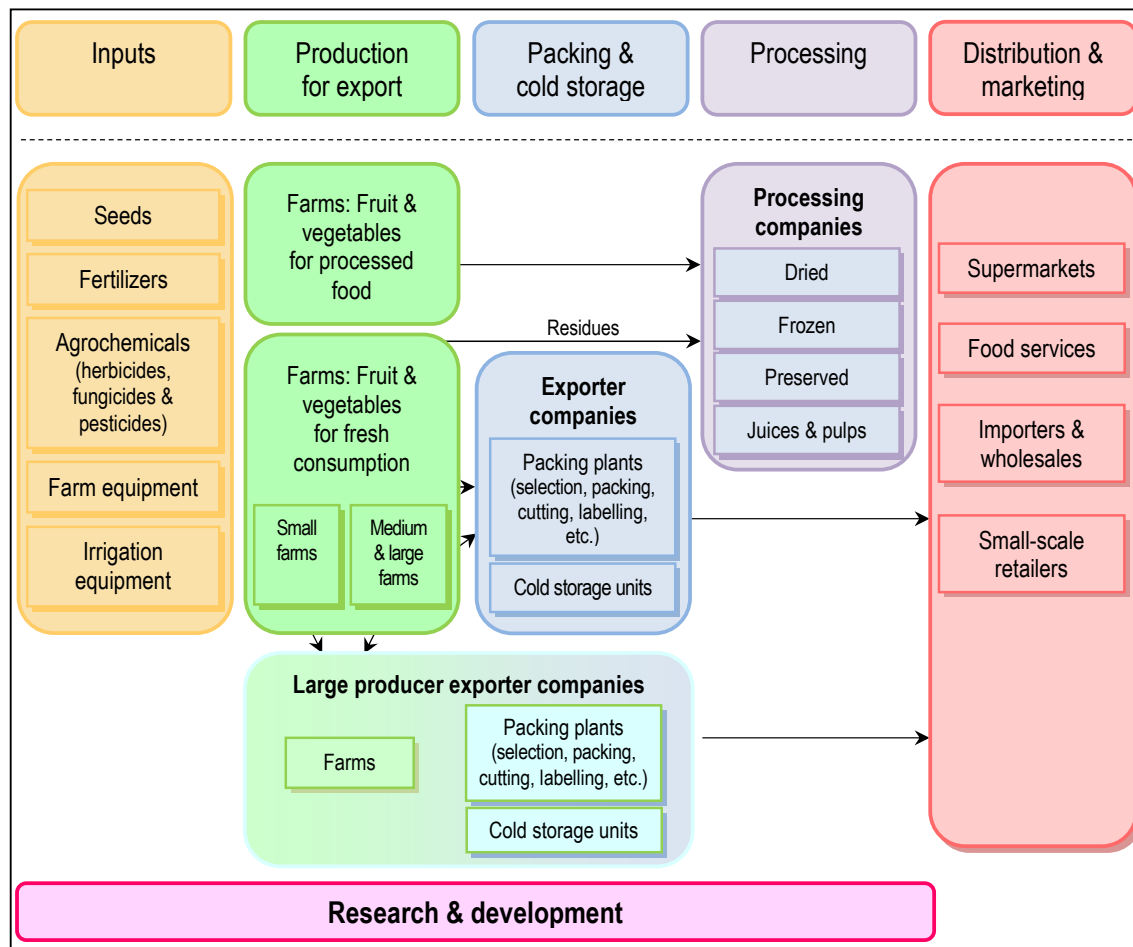 Inputs
Production
for export
Packing &
cold storage
Processing
Distribution &
marketing
Seeds
Fertilizers
Agrochemicals
(herbicides,
fungicides &
pesticides)
Farm equipment
Irrigation
equipment
Farms: Fruit &
vegetables
for processed
food
Residues
Farms: Fruit &
vegetables
for fresh
consumption
Small
farms
Medium
& large
farms
Exporter
companies
Packing plants
(selection, packing,
cutting, labelling,
etc.)
Cold storage units
Processing
companies
Dried
Frozen
Preserved
Juices & pulps
Supermarkets
Food services
Importers &
wholesales
Small-scale
retailers
Large producer exporter companies
Farms
Packing plants
(selection, packing,
cutting, labelling, etc.)
Cold storage units
Research & development